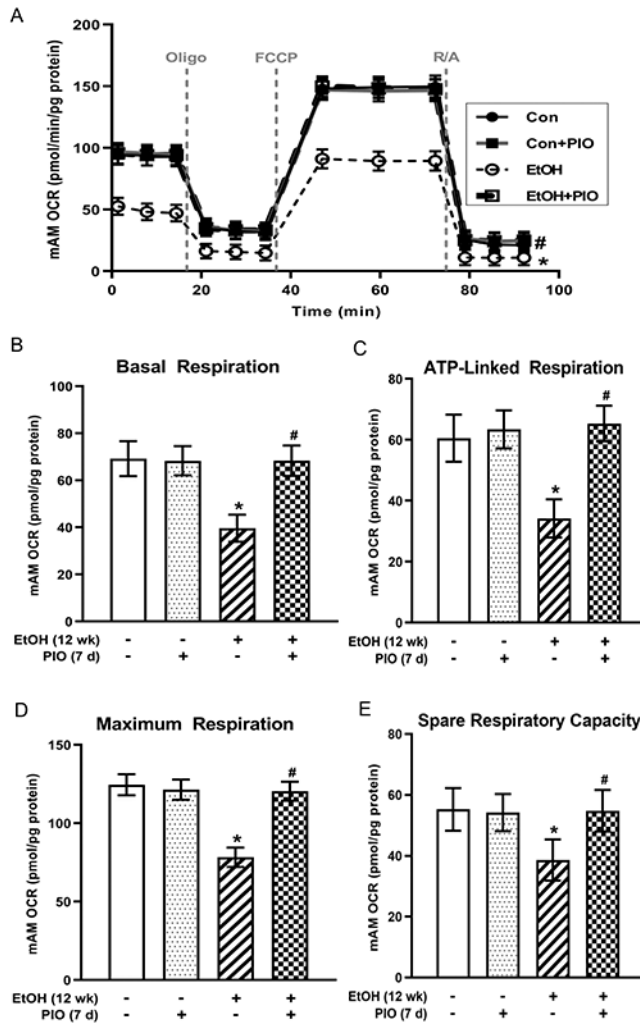 A
mAM OCR (pmol/min/pg protein)
200
150
100
50
0
Oligo
FCCP
R/A
Con
Con+PIO
EtOH
EtOH+PIO
#
*
0 20 40 60 80 100
Time (min)
B
Basal Respiration
mAM OCR (pmol/pg protein)
100
80
60
40
20
0
*
#
EtOH (12 wk) - - + +
PIO (7 d) - + - +
C
ATP-Linked Respiration
mAM OCR (pmol/pg protein)
80
60
40
20
0
*
#
EtOH (12 wk) - - + +
PIO (7 d) - + - +
D
Maximum Respiration
mAM OCR (pmol/pg protein)
150
100
50
0
*
#
EtOH (12 wk) - - + +
PIO (7 d) - + - +
E
Spare Respiratory Capacity
mAM OCR (pmol/pg protein)
80
60
40
20
0
*
#
EtOH (12 wk) - - + +
PIO (7 d) - + - +